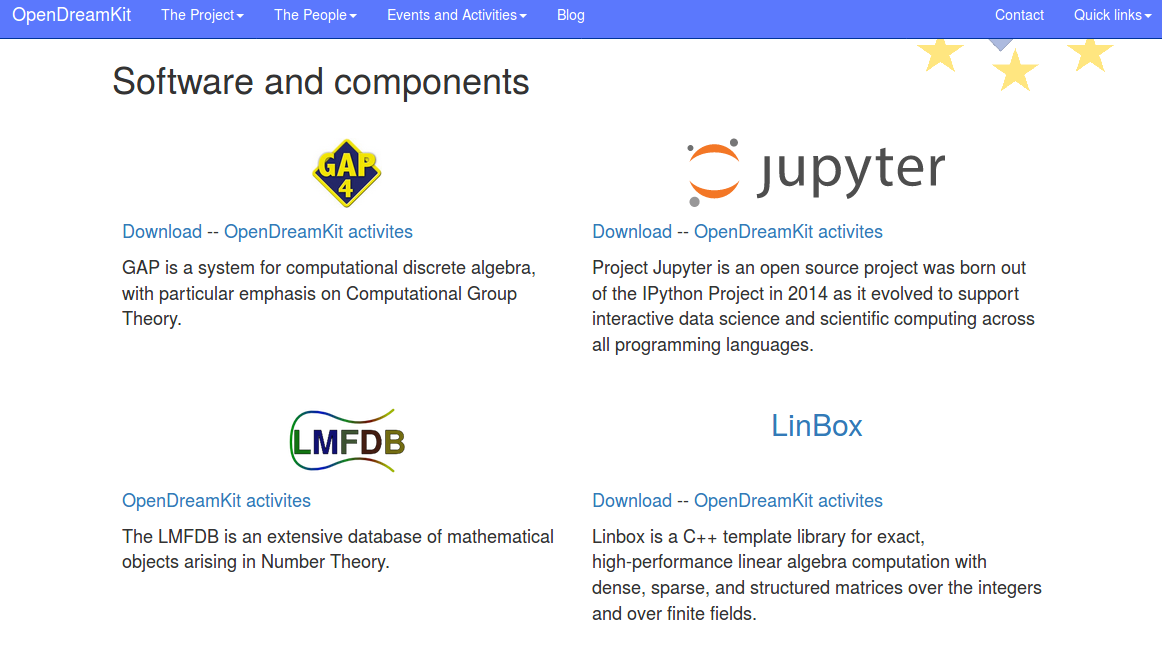 OpenDreamKit The Project The People Events and Activities Blog Contact Quick links
Software and components
GAP
4
Download -- OpenDreamKit activites
GAP is a system for computational discrete algebra,
with particular emphasis on Computational Group
Theory.
jupyter
Download -- OpenDreamKit activites
Project Jupyter is an open source project was born out
of the IPython Project in 2014 as it evolved to support
interactive data science and scientific computing across
all programming languages.
LMFDB
OpenDreamKit activites
The LMFDB is an extensive database of mathematical
objects arising in Number Theory.
LinBox
Download -- OpenDreamKit activites
Linbox is a C++ template library for exact,
high-performance linear algebra computation with
dense, sparse, and structured matrices over the integers
and over finite fields.